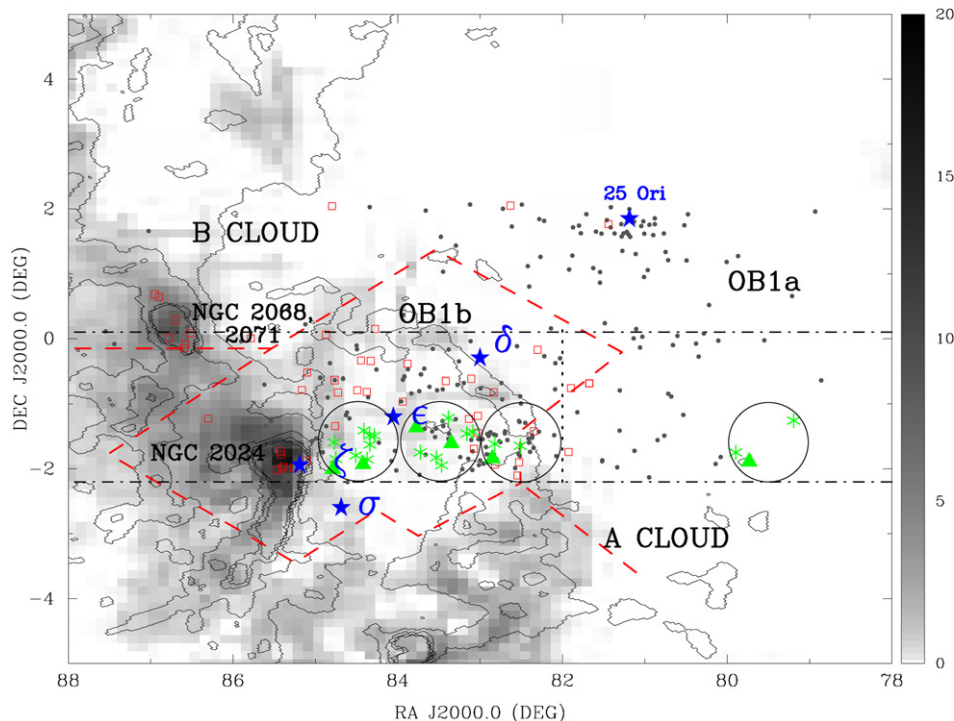 20
4
15
25 Ori
2
B CLOUD
OB1a
10
NGC 2068,
2071
OB1b
δ
0
ϵ
NGC 2024
ζ
-2
5
σ
A CLOUD
-4
0
88
86
84
82
80
78
DEC J2000.0 (DEG)
RA J2000.0 (DEG)